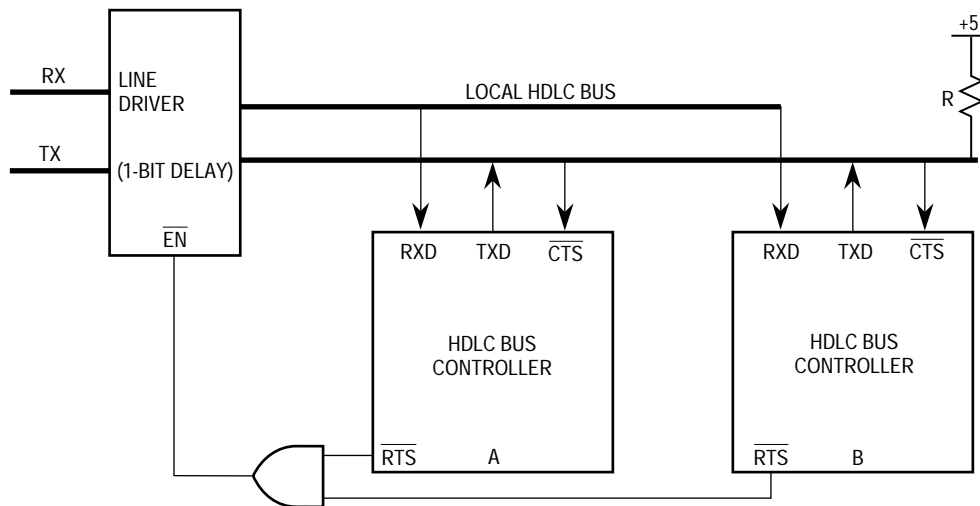 +5
RX
LINE
DRIVER
LOCAL HDLC BUS
R
TX
(1-BIT DELAY)
EN
RXD TXD CTS
RXD TXD CTS
HDLC BUS
CONTROLLER
HDLC BUS
CONTROLLER
RTS A
RTS B